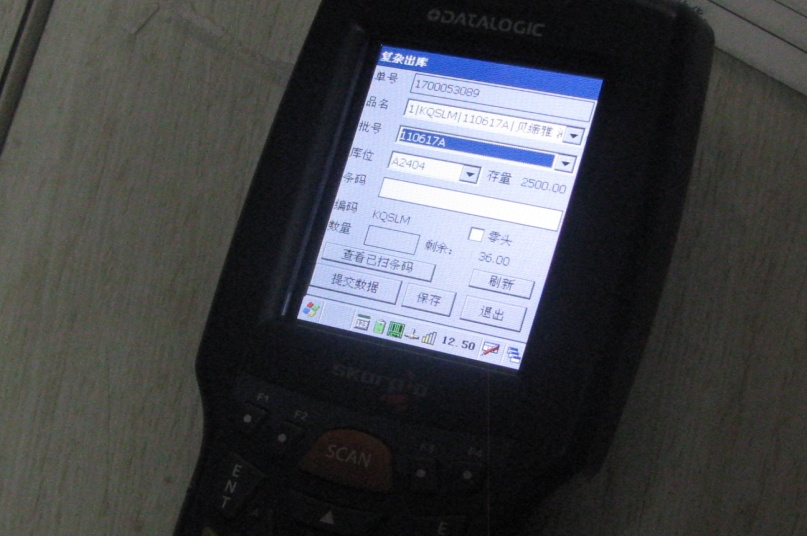 DATALOGIC
复杂出库
单号 1700053089
品名 1|KQSLM|110617A|贝缔雅
批号 110617A
库位 A2404 存量 2500.00
条码
编码 KQSLM 零头
数量 剩余: 36.00
查看已扫条码 刷新
提交数据 保存 退出
12:50
skorpio
F1 F2 F3 F4
SCAN
ENT